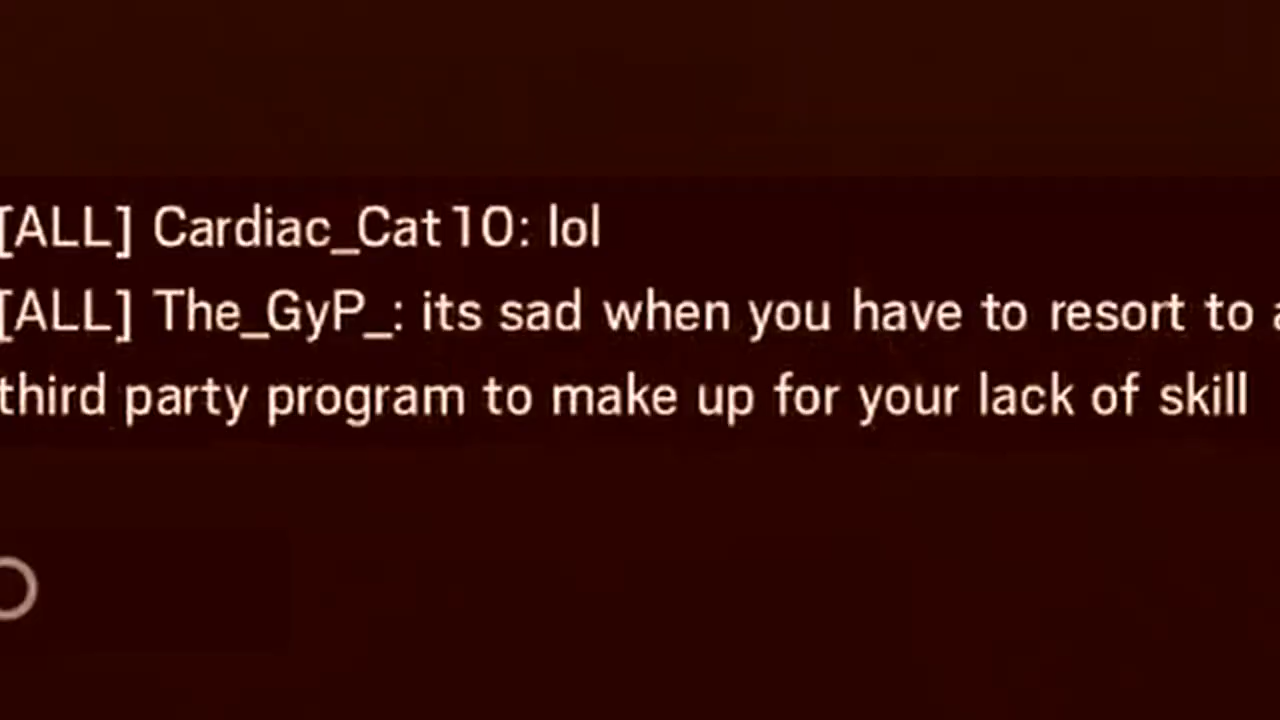 [ALL] Cardiac_Cat10: lol
[ALL] The_GyP_: its sad when you have to resort to a
third party program to make up for your lack of skill